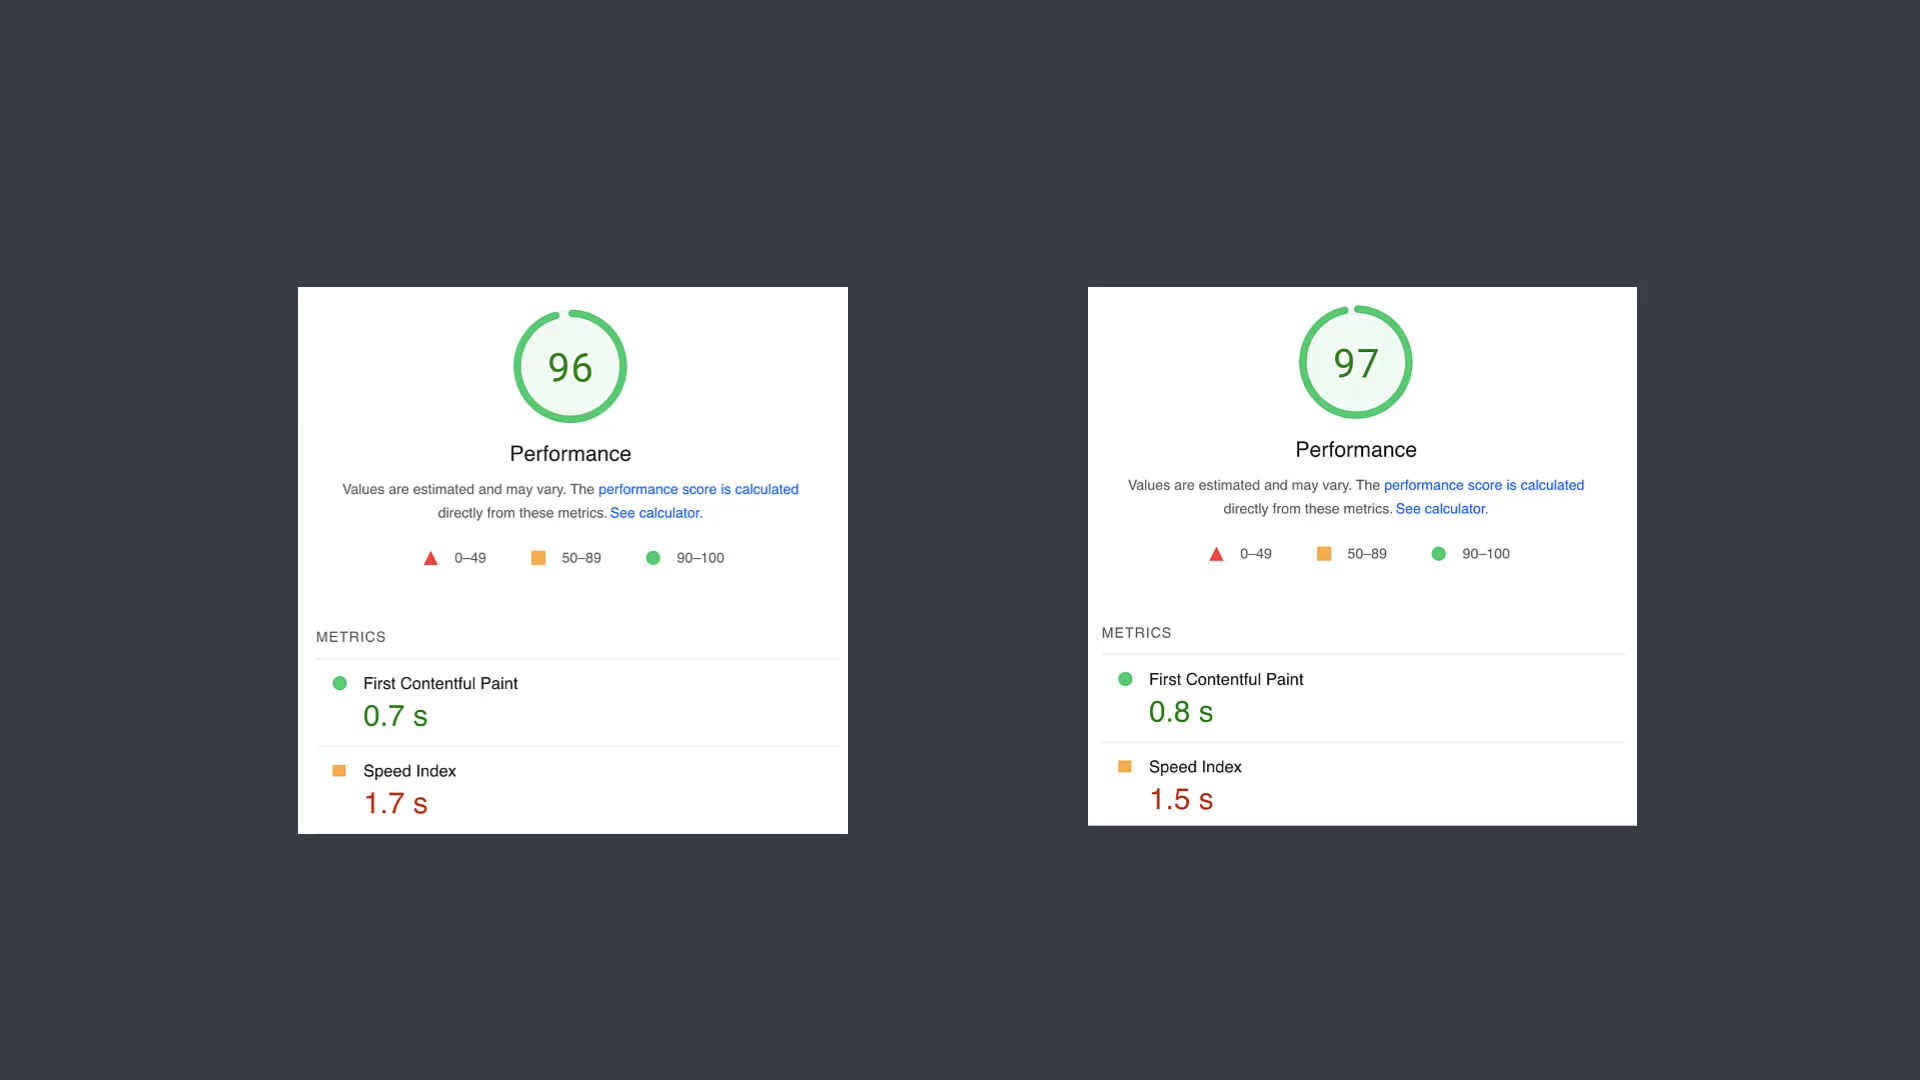 96
Performance
Values are estimated and may vary. The performance score is calculated
directly from these metrics. See calculator.
0–49 50–89 90–100
METRICS
First Contentful Paint
0.7 s
Speed Index
1.7 s
97
Performance
Values are estimated and may vary. The performance score is calculated
directly from these metrics. See calculator.
0–49 50–89 90–100
METRICS
First Contentful Paint
0.8 s
Speed Index
1.5 s